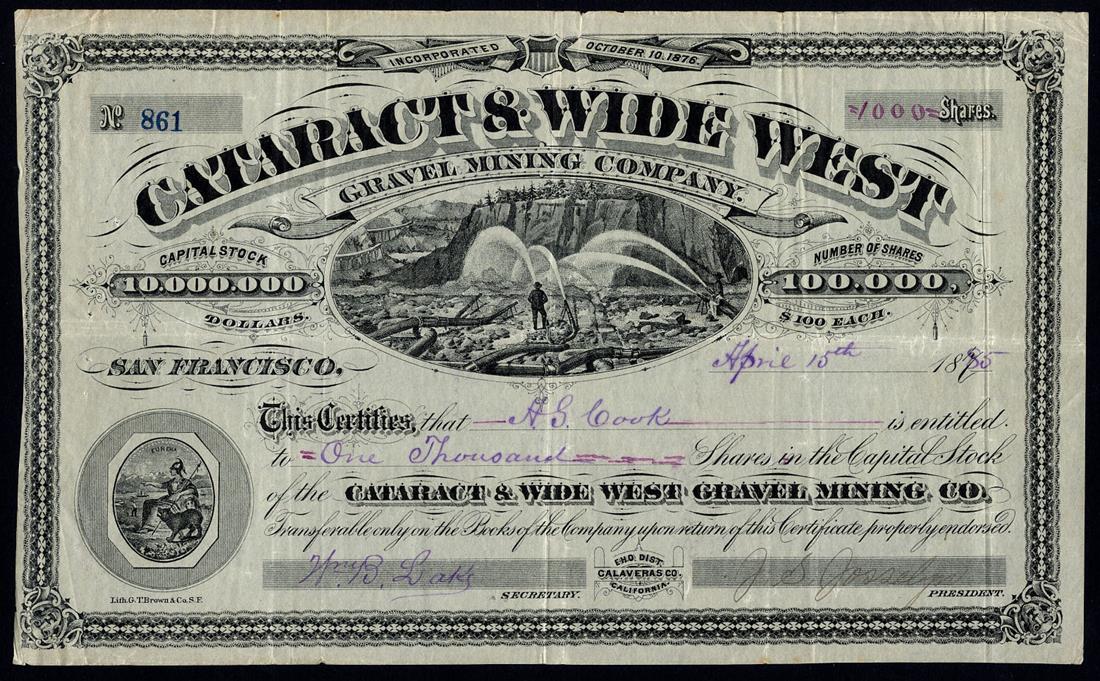 INCORPORATED OCTOBER 10, 1876.
No 861
=1000= Shares.
CATARACT & WIDE WEST
GRAVEL MINING COMPANY.
CAPITAL STOCK
10.000.000
DOLLARS.
NUMBER OF SHARES
100.000,
$100 EACH.
SAN FRANCISCO.
April 15th 1885
This Certifies, that A G Cook is entitled
to =One Thousand= Shares in the Capital Stock
of the CATARACT & WIDE WEST GRAVEL MINING CO.
Transferable only on the Books of the Company upon return of this Certificate properly endorsed.
EUREKA
Wm. B. SECRETARY.
EHO. DIST.
CALAVERAS CO.
CALIFORNIA.
J. S. PRESIDENT.
Lith. G. T. Brown & Co. S.F.